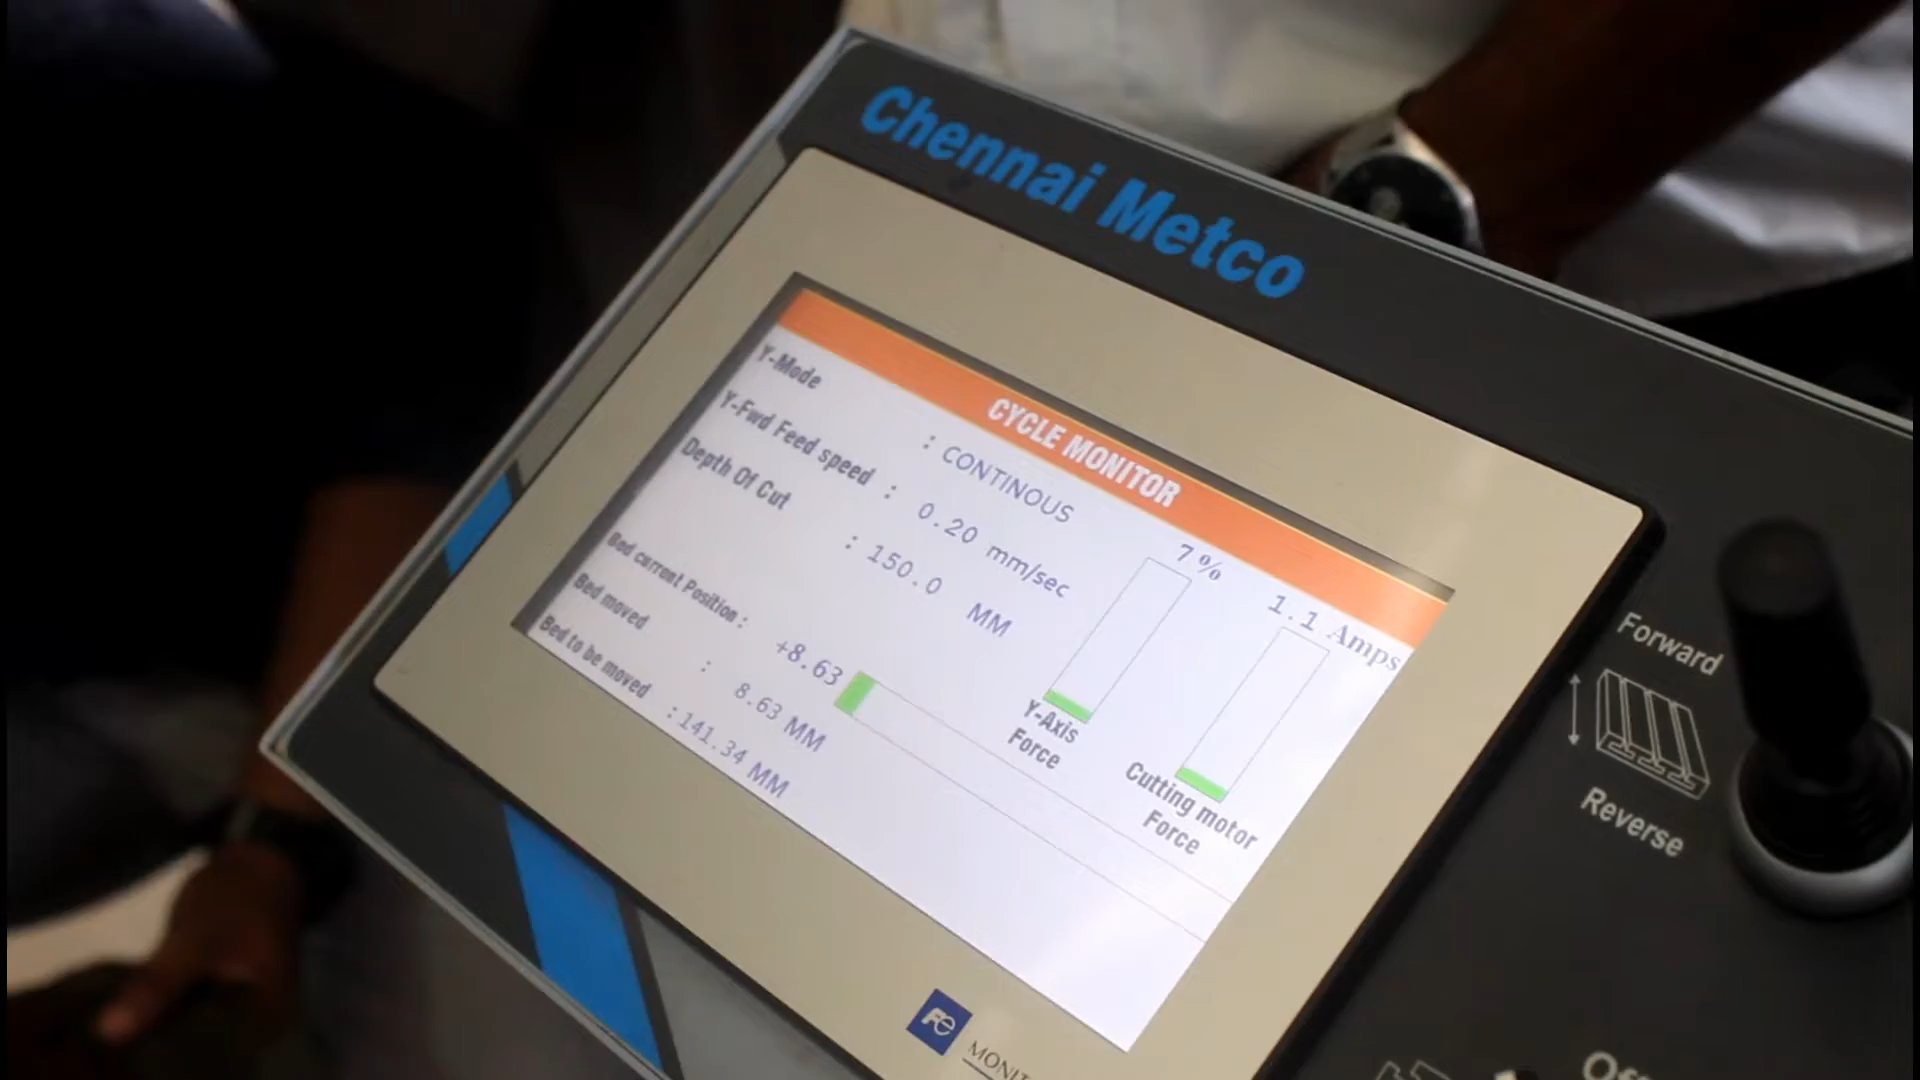 Chennai Metco
CYCLE MONITOR
Y-Mode : CONTINOUS
Y-Fwd Feed speed : 0.20 mm/sec
Depth Of Cut : 150.0 MM
7%
1.1 Amps
Y-Axis
Force
Cutting motor
Force
Bed current Position : +8.63
Bed moved : 8.63 MM
Bed to be moved : 141.34 MM
Forward
Reverse
Fe